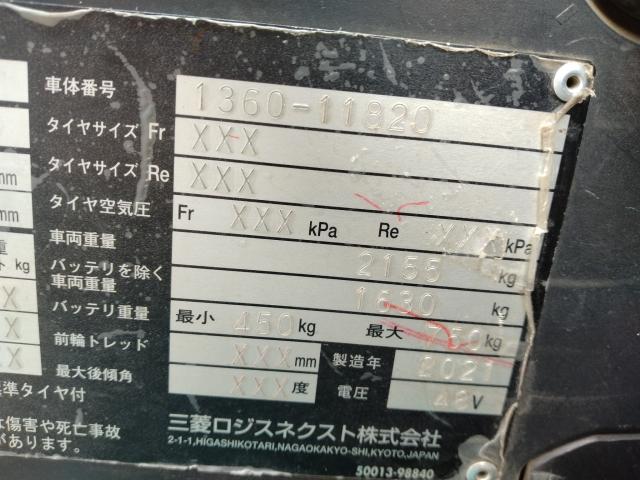 車体番号 1360-11820
タイヤサイズ Fr XXX
タイヤサイズ Re XXX
mm
タイヤ空気圧 Fr XXX kPa Re XXX kPa
mm
車両重量 2155 kg
重
ト kg
バッテリを除く
車両重量 1630 kg
バッテリ重量 最小 450 kg 最大 750 kg
X
前輪トレッド XXX mm 製造年 2021
X
最大後傾角 XXX 度 電圧 48 V
X
準タイヤ付
三菱ロジスネクスト株式会社
は傷害や死亡事故
2-1-1,HIGASHIKOTARI,NAGAOKAKYO-SHI,KYOTO,JAPAN
があります。
50013-98840